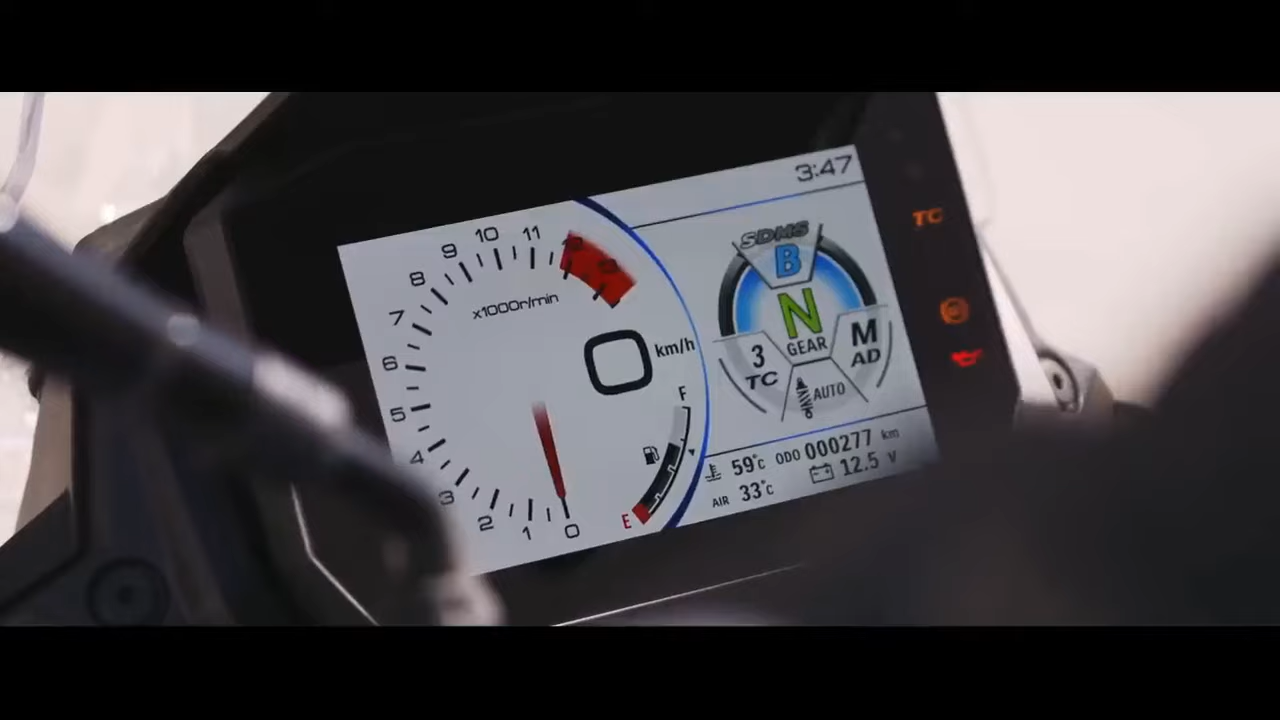 3:47
TC
SDMS
B
N
GEAR
3
TC
M
AD
AUTO
11
10
9
8
7
6
5
4
3
2
1
0
x1000r/min
0 km/h
F
E
59°C ODO 000277 km
AIR 33°C 12.5 V